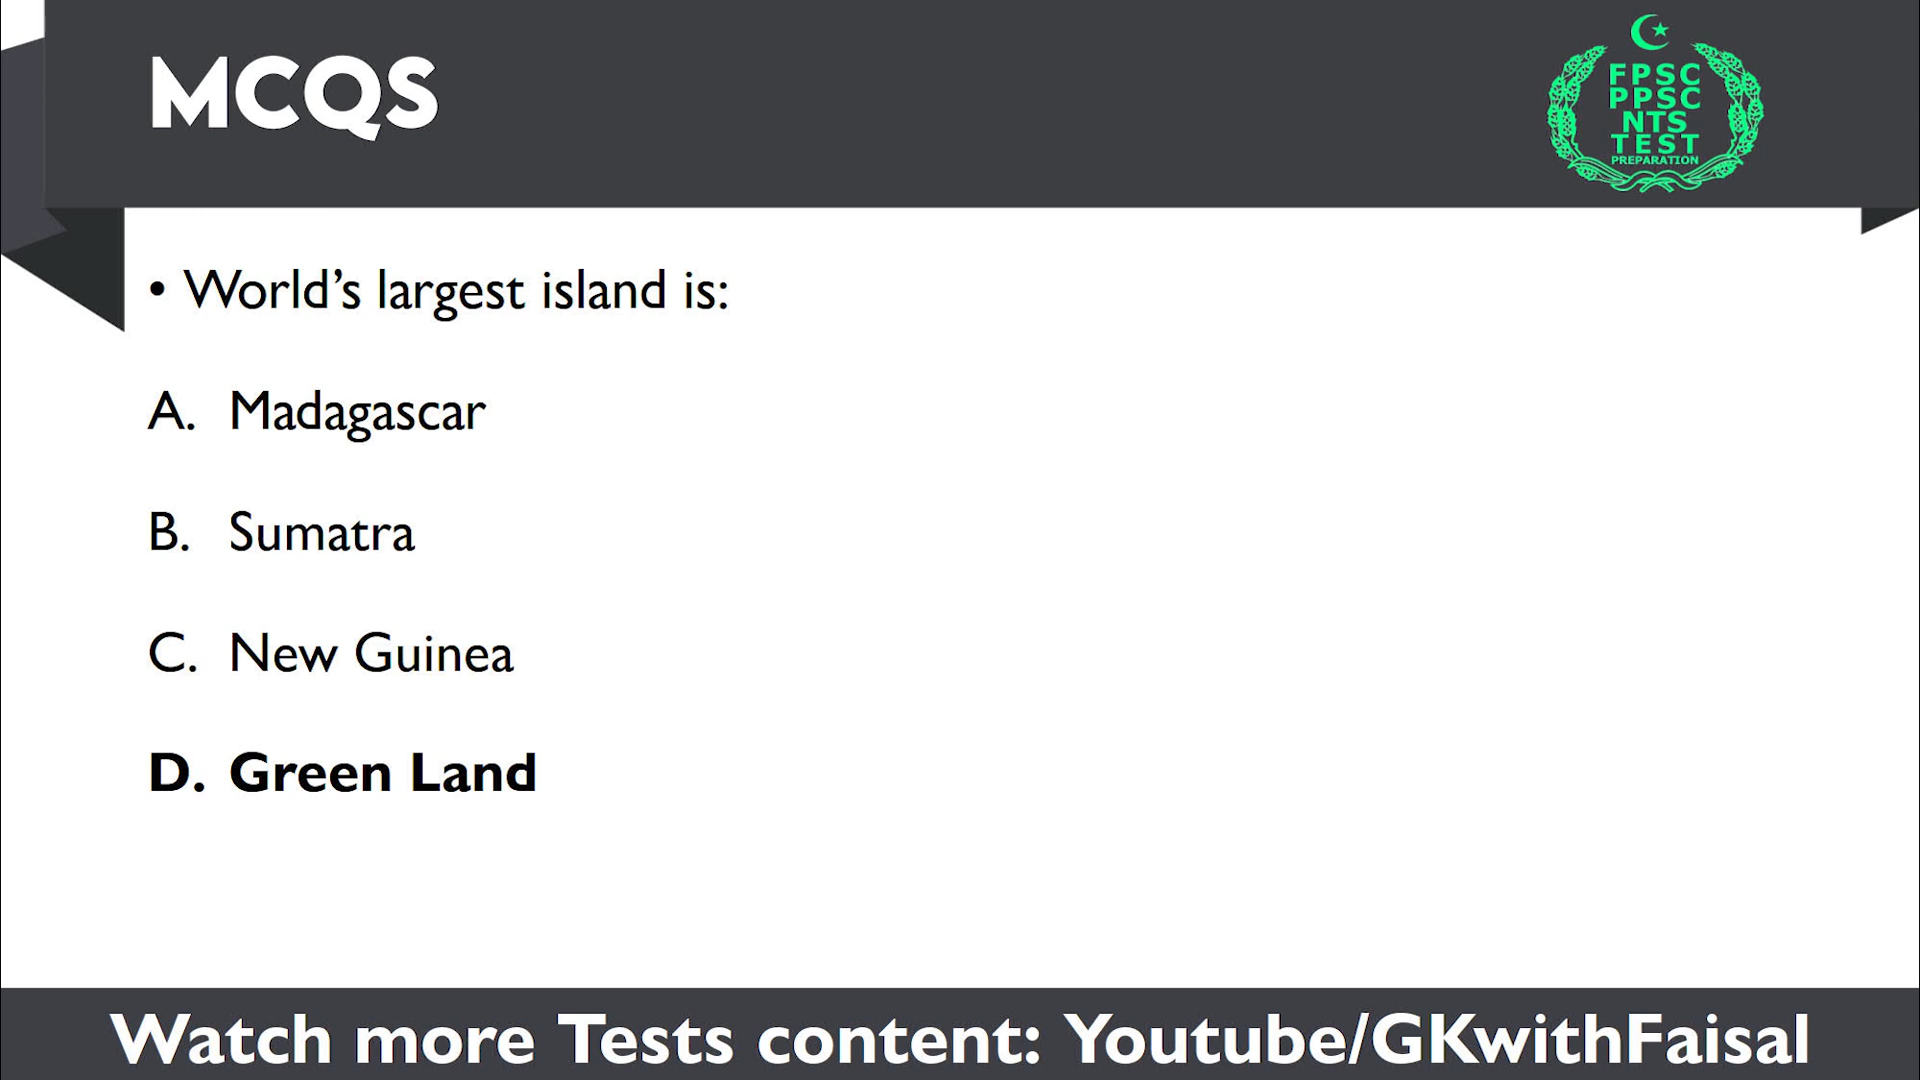 MCQS
FPSC
PPSC
NTS
TEST
PREPARATION
• World’s largest island is:
A. Madagascar
B. Sumatra
C. New Guinea
D. Green Land
Watch more Tests content: Youtube/GKwithFaisal